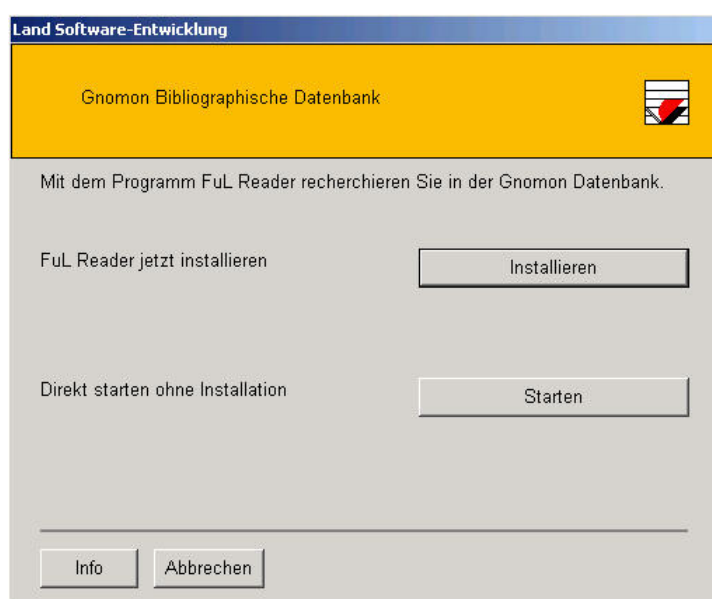 Land Software-Entwicklung
Gnomon Bibliographische Datenbank
Mit dem Programm FuL Reader recherchieren Sie in der Gnomon Datenbank.
FuL Reader jetzt installieren
Installieren
Direkt starten ohne Installation
Starten
Info
Abbrechen